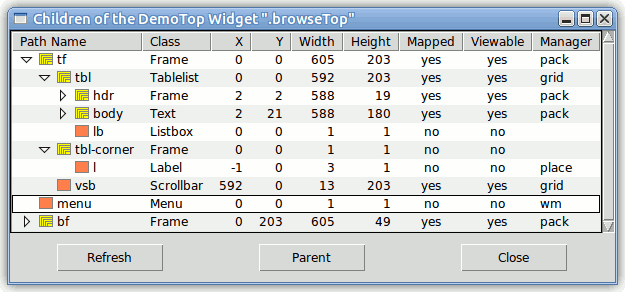 Children of the DemoTop Widget ".browseTop"
Path Name Class X Y Width Height Mapped Viewable Manager
tf Frame 0 0 605 203 yes yes pack
tbl Tablelist 0 0 592 203 yes yes grid
hdr Frame 2 2 588 19 yes yes pack
body Text 2 21 588 180 yes yes pack
lb Listbox 0 0 1 1 no no
tbl-corner Frame 0 0 1 1 no no
l Label -1 0 3 1 no no place
vsb Scrollbar 592 0 13 203 yes yes grid
menu Menu 0 0 1 1 no no wm
bf Frame 0 203 605 49 yes yes pack
Refresh Parent Close